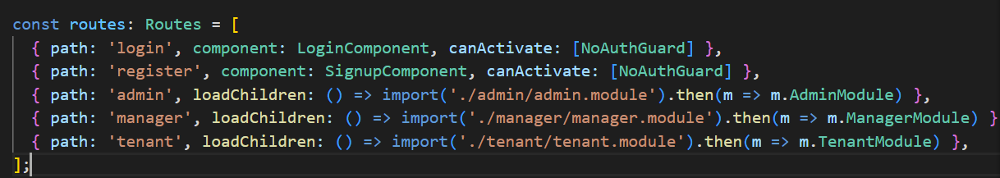 const routes: Routes = [
  { path: 'login', component: LoginComponent, canActivate: [NoAuthGuard] },
  { path: 'register', component: SignupComponent, canActivate: [NoAuthGuard] },
  { path: 'admin', loadChildren: () => import('./admin/admin.module').then(m => m.AdminModule) },
  { path: 'manager', loadChildren: () => import('./manager/manager.module').then(m => m.ManagerModule) }
  { path: 'tenant', loadChildren: () => import('./tenant/tenant.module').then(m => m.TenantModule) },
];